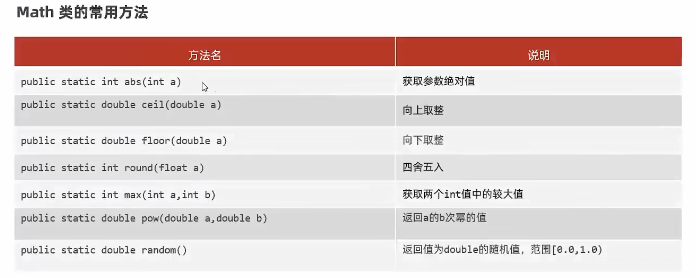 Math 类的常用方法
方法名 说明
public static int abs(int a) 获取参数绝对值
public static double ceil(double a) 向上取整
public static double floor(double a) 向下取整
public static int round(float a) 四舍五入
public static int max(int a,int b) 获取两个int值中的较大值
public static double pow(double a,double b) 返回a的b次幂的值
public static double random() 返回值为double的随机值，范围[0.0,1.0)